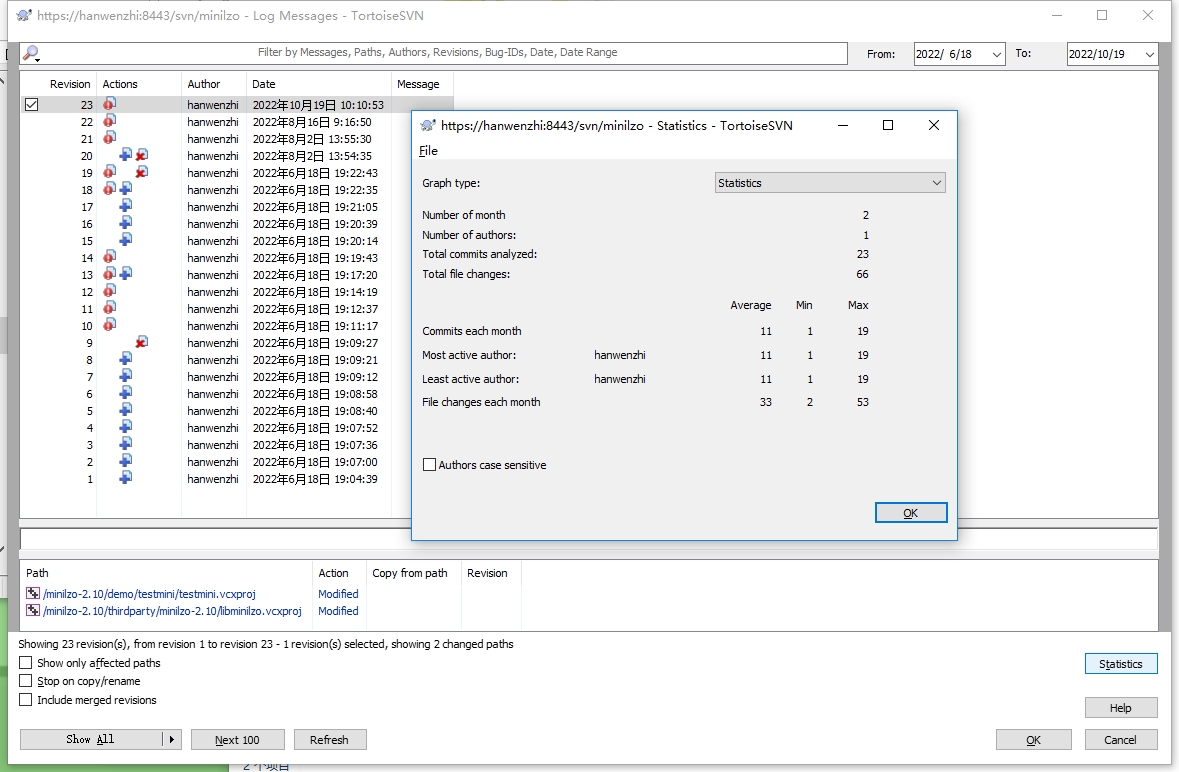 https://hanwenzhi:8443/svn/minilzo - Log Messages - TortoiseSVN
Filter by Messages, Paths, Authors, Revisions, Bug-IDs, Date, Date Range
From: 2022/ 6/18 To: 2022/10/19
Revision Actions Author Date Message
23 hanwenzhi 2022年10月19日 10:10:53
22 hanwenzhi 2022年8月16日 9:16:50
21 hanwenzhi 2022年8月2日 13:55:30
20 hanwenzhi 2022年8月2日 13:54:35
19 hanwenzhi 2022年6月18日 19:22:43
18 hanwenzhi 2022年6月18日 19:22:35
17 hanwenzhi 2022年6月18日 19:21:05
16 hanwenzhi 2022年6月18日 19:20:39
15 hanwenzhi 2022年6月18日 19:20:14
14 hanwenzhi 2022年6月18日 19:19:43
13 hanwenzhi 2022年6月18日 19:17:20
12 hanwenzhi 2022年6月18日 19:14:19
11 hanwenzhi 2022年6月18日 19:12:37
10 hanwenzhi 2022年6月18日 19:11:17
9 hanwenzhi 2022年6月18日 19:09:27
8 hanwenzhi 2022年6月18日 19:09:21
7 hanwenzhi 2022年6月18日 19:09:12
6 hanwenzhi 2022年6月18日 19:08:58
5 hanwenzhi 2022年6月18日 19:08:40
4 hanwenzhi 2022年6月18日 19:07:52
3 hanwenzhi 2022年6月18日 19:07:36
2 hanwenzhi 2022年6月18日 19:07:00
1 hanwenzhi 2022年6月18日 19:04:39
https://hanwenzhi:8443/svn/minilzo - Statistics - TortoiseSVN
File
Graph type: Statistics
Number of month 2
Number of authors: 1
Total commits analyzed: 23
Total file changes: 66
Average Min Max
Commits each month 11 1 19
Most active author: hanwenzhi 11 1 19
Least active author: hanwenzhi 11 1 19
File changes each month 33 2 53
Authors case sensitive
OK
Path Action Copy from path Revision
/minilzo-2.10/demo/testmini/testmini.vcxproj Modified
/minilzo-2.10/thirdparty/minilzo-2.10/libminilzo.vcxproj Modified
Showing 23 revision(s), from revision 1 to revision 23 - 1 revision(s) selected, showing 2 changed paths
Show only affected paths
Stop on copy/rename
Include merged revisions
Statistics
Help
Show All Next 100 Refresh OK Cancel
2 个项目